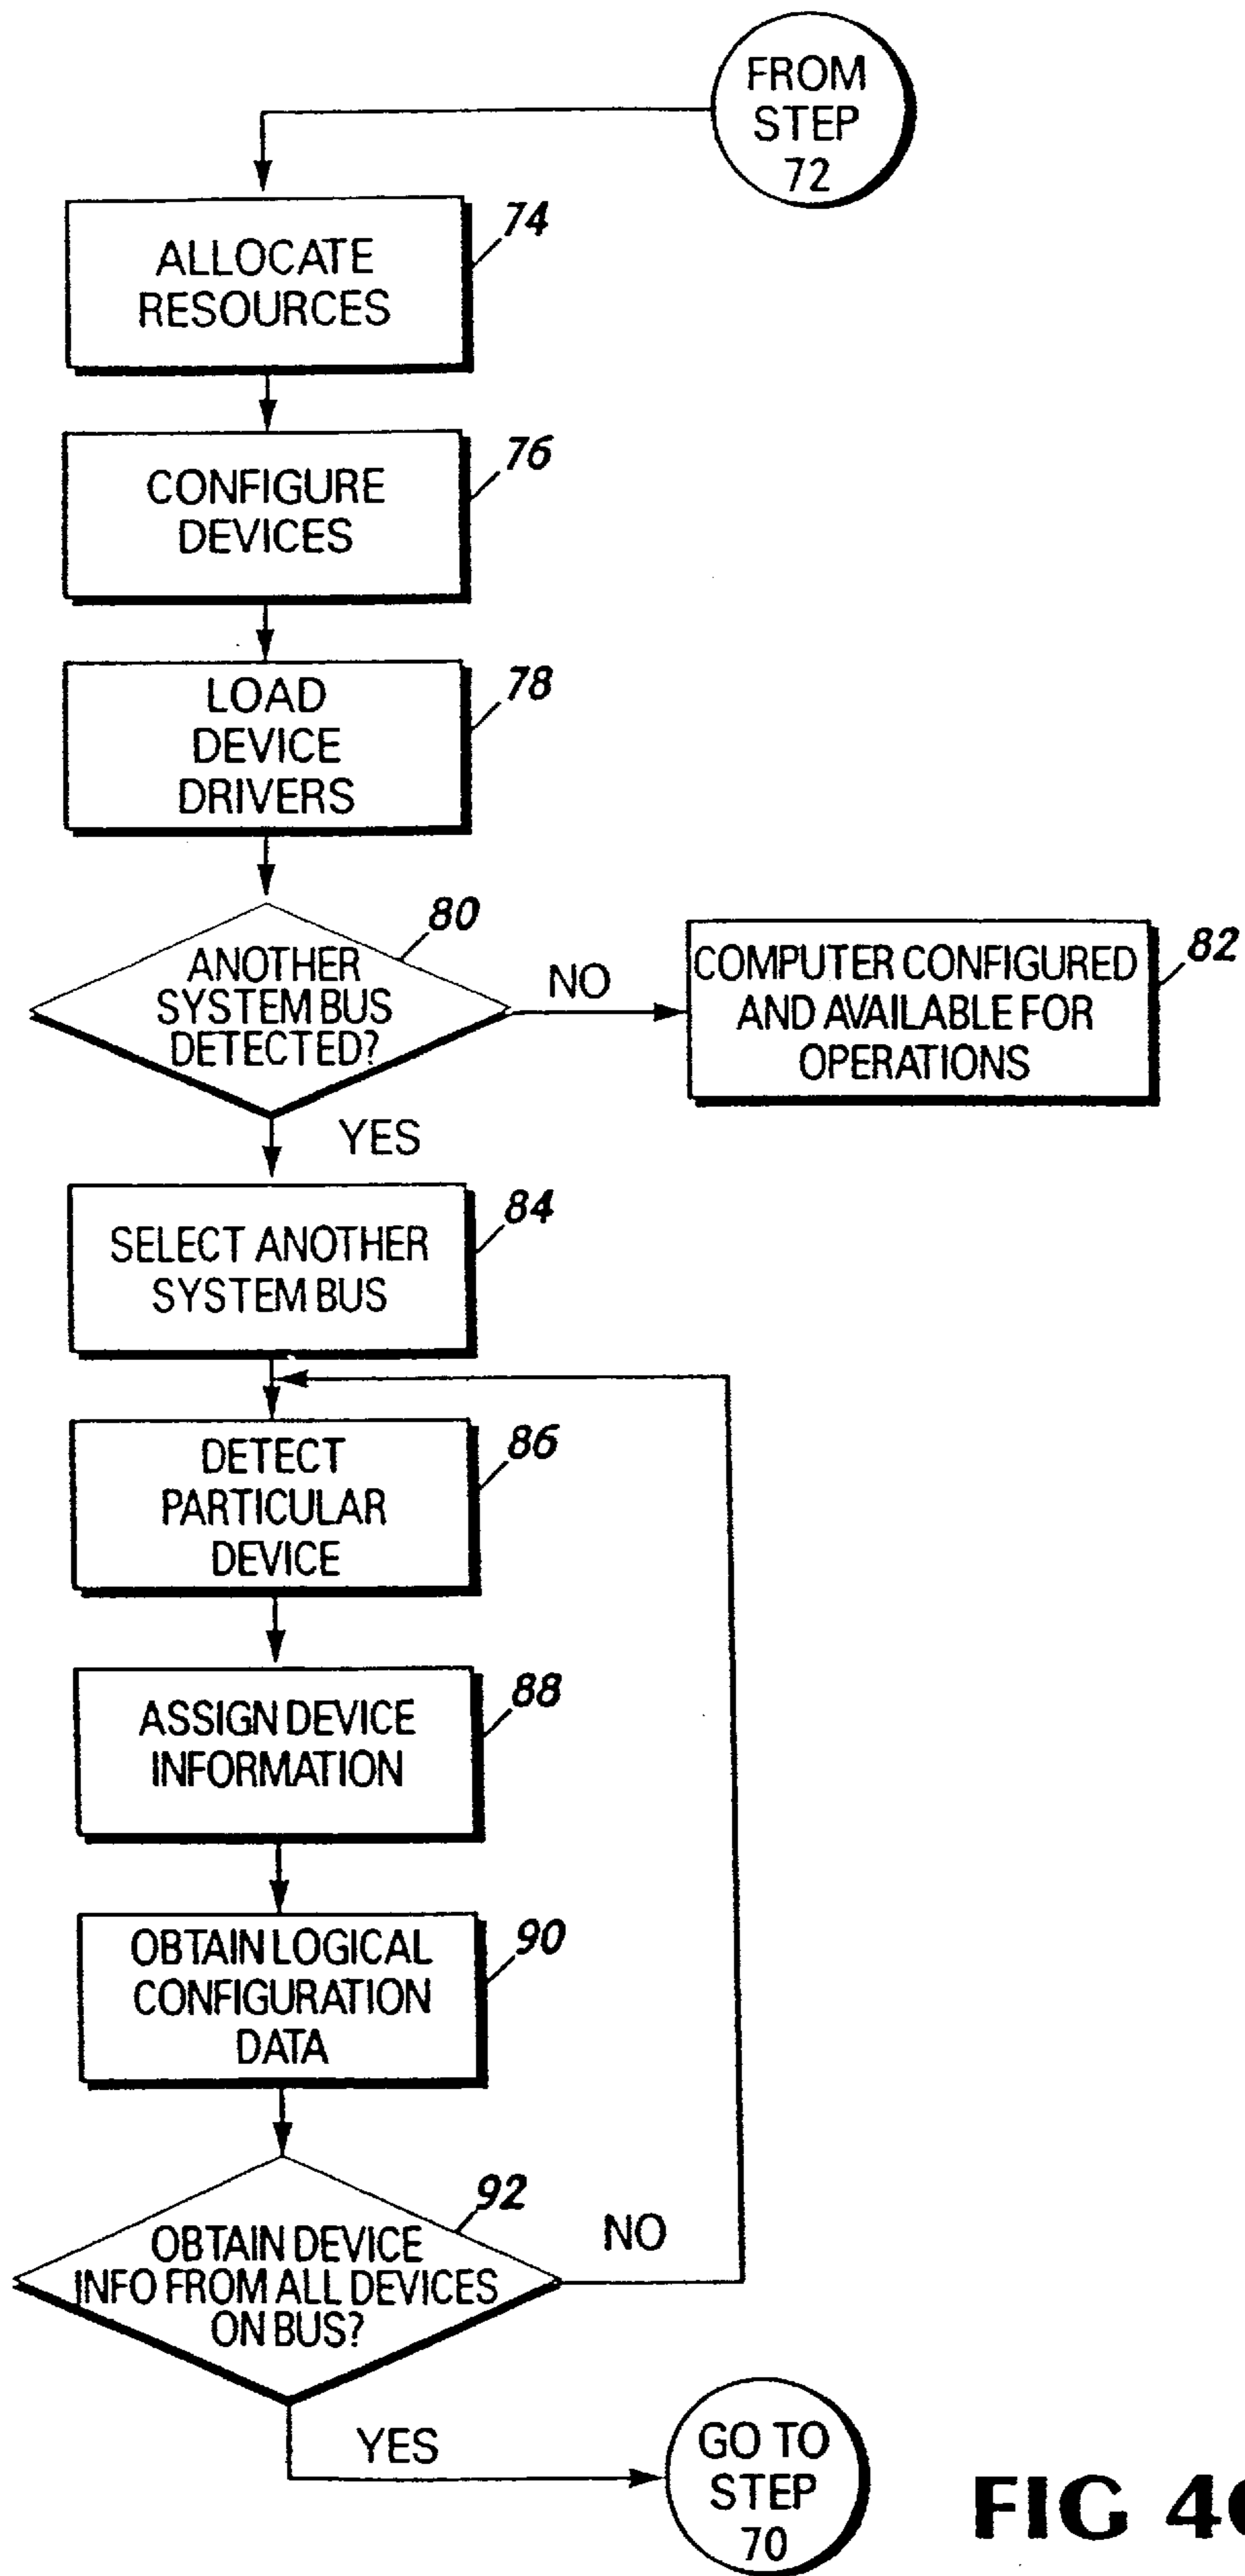 FROM
STEP
72
74
ALLOCATE
RESOURCES
76
CONFIGURE
DEVICES
78
LOAD
DEVICE
DRIVERS
80
ANOTHER
SYSTEM BUS
DETECTED?
NO
82
COMPUTER CONFIGURED
AND AVAILABLE FOR
OPERATIONS
YES
84
SELECT ANOTHER
SYSTEM BUS
86
DETECT
PARTICULAR
DEVICE
88
ASSIGN DEVICE
INFORMATION
90
OBTAIN LOGICAL
CONFIGURATION
DATA
92
OBTAIN DEVICE
INFO FROM ALL DEVICES
ON BUS?
NO
YES
GO TO
STEP
70
FIG